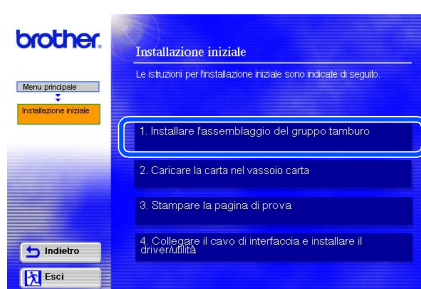 brother.
Menu principale
Installazione iniziale
Installazione iniziale
Le istruzioni per l'installazione iniziale sono indicate di seguito.
1. Installare l'assemblaggio del gruppo tamburo
2. Caricare la carta nel vassoio carta
3. Stampare la pagina di prova
4. Collegare il cavo di interfaccia e installare il
driver/utilità
Indietro
Esci